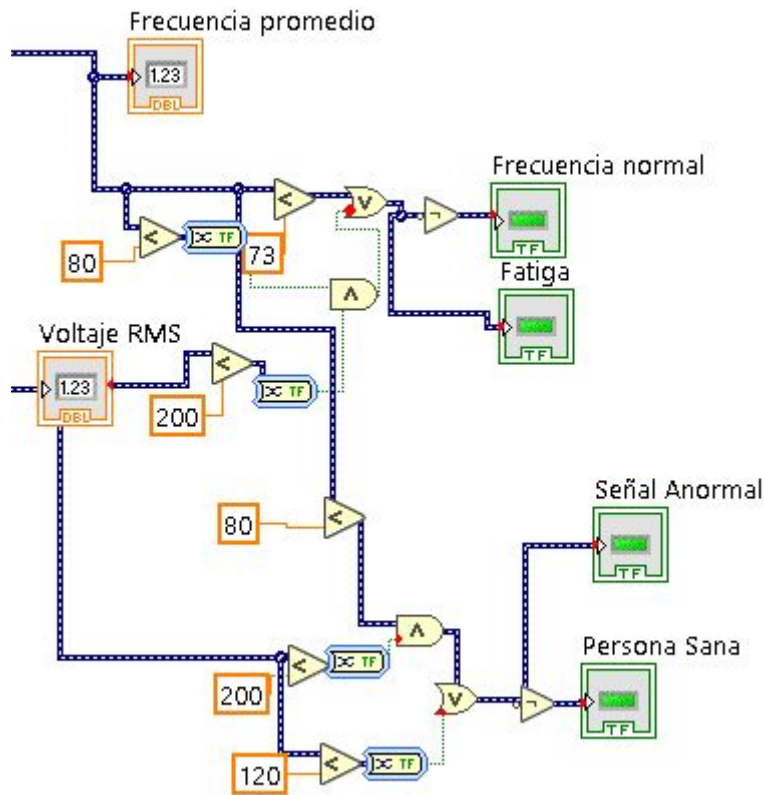 Frecuencia promedio
1.23
DBL
Frecuencia normal
TF
80
TF
73
Fatiga
TF
Voltaje RMS
1.23
DBL
200
TF
80
Señal Anormal
TF
Persona Sana
TF
200
TF
120
TF